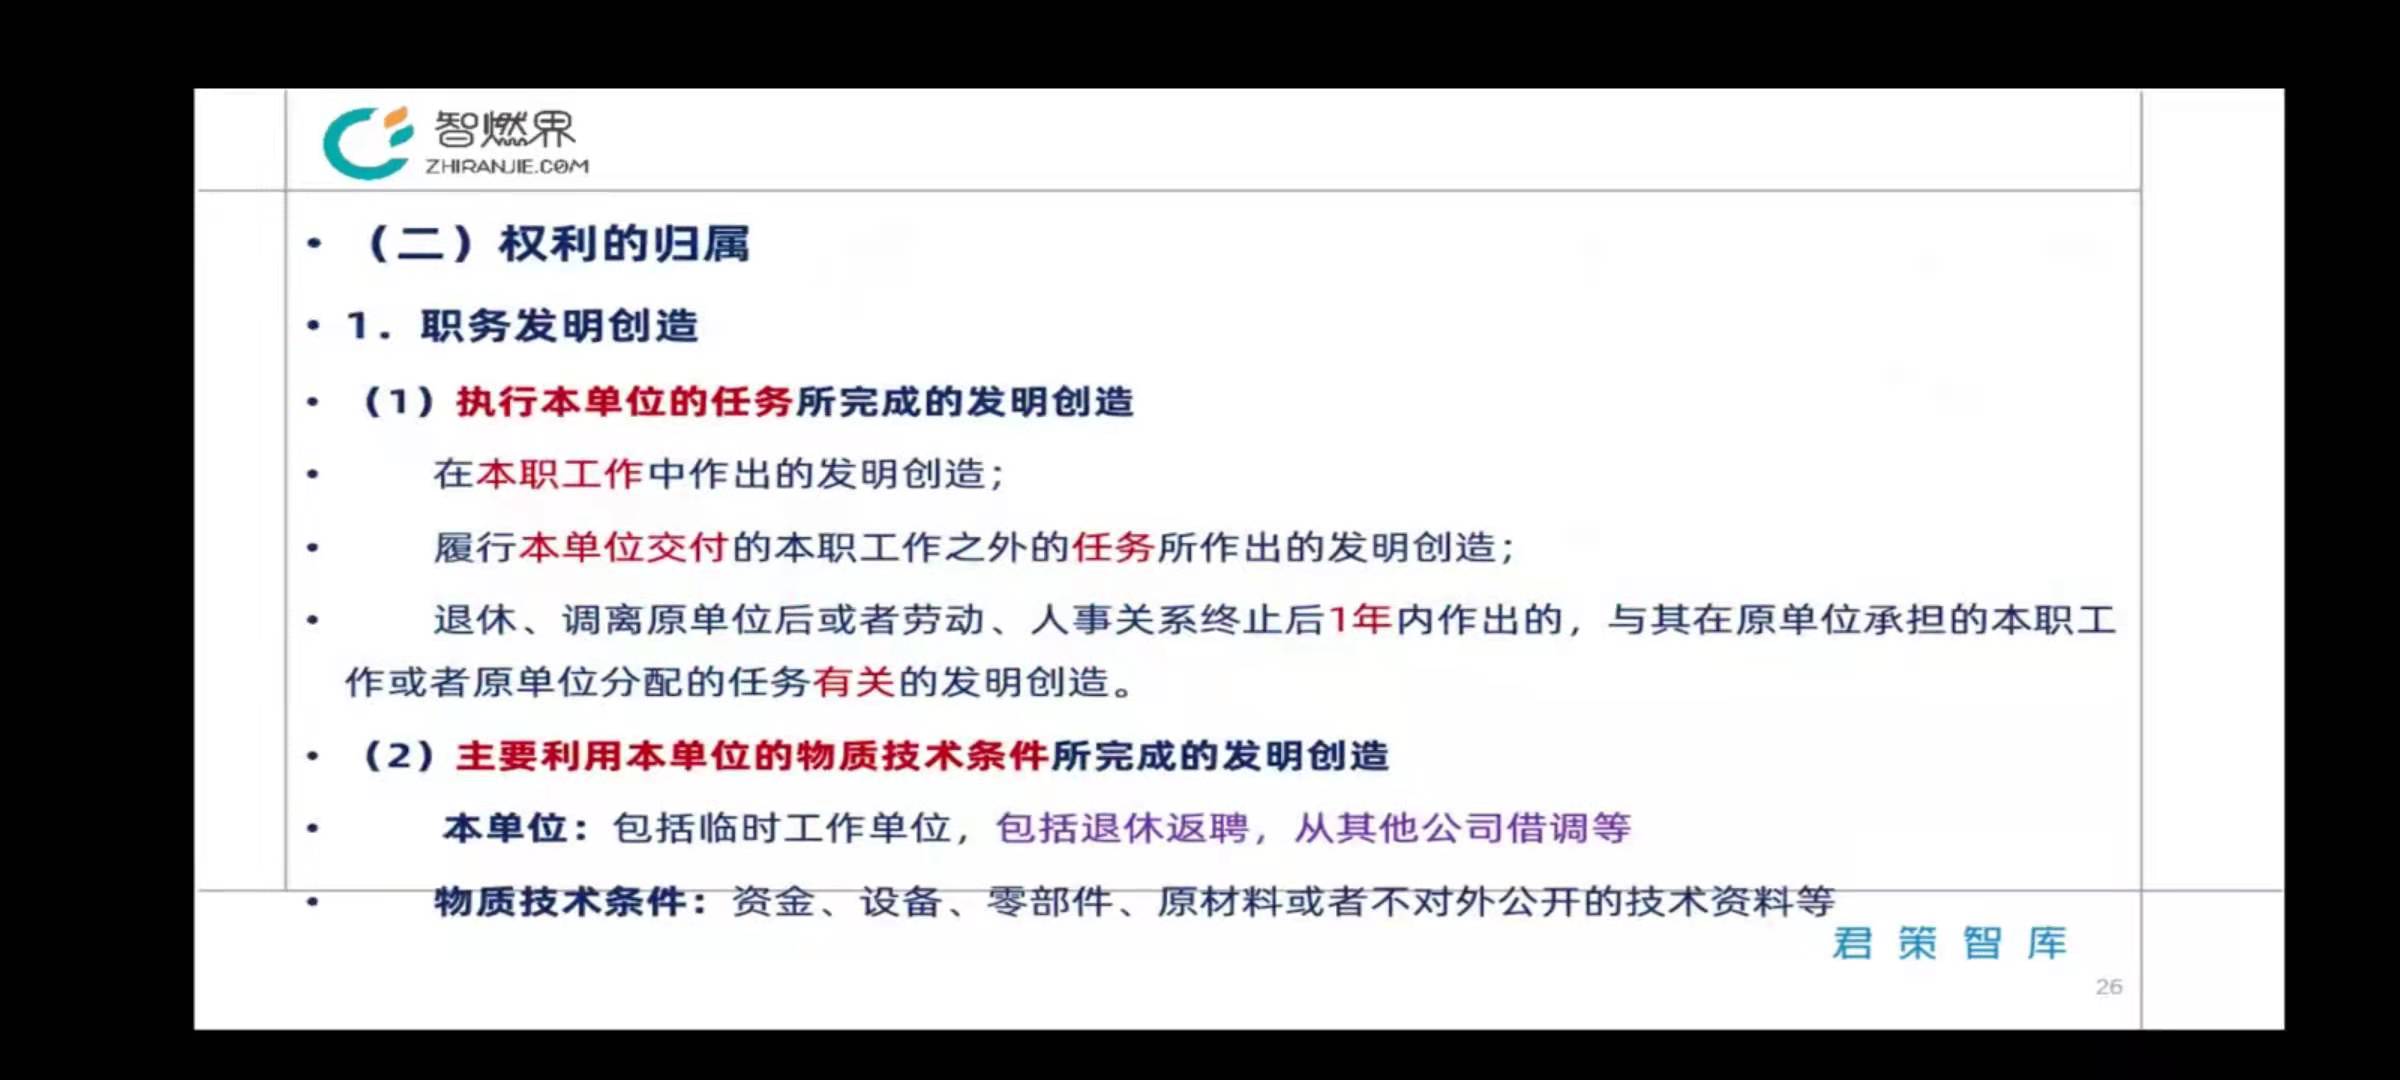 智燃界
ZHIRANJIE.COM
• （二）权利的归属
• 1．职务发明创造
• （1）执行本单位的任务所完成的发明创造
• 在本职工作中作出的发明创造；
• 履行本单位交付的本职工作之外的任务所作出的发明创造；
• 退休、调离原单位后或者劳动、人事关系终止后1年内作出的，与其在原单位承担的本职工
作或者原单位分配的任务有关的发明创造。
• （2）主要利用本单位的物质技术条件所完成的发明创造
• 本单位：包括临时工作单位，包括退休返聘，从其他公司借调等
• 物质技术条件：资金、设备、零部件、原材料或者不对外公开的技术资料等
君策智库
26